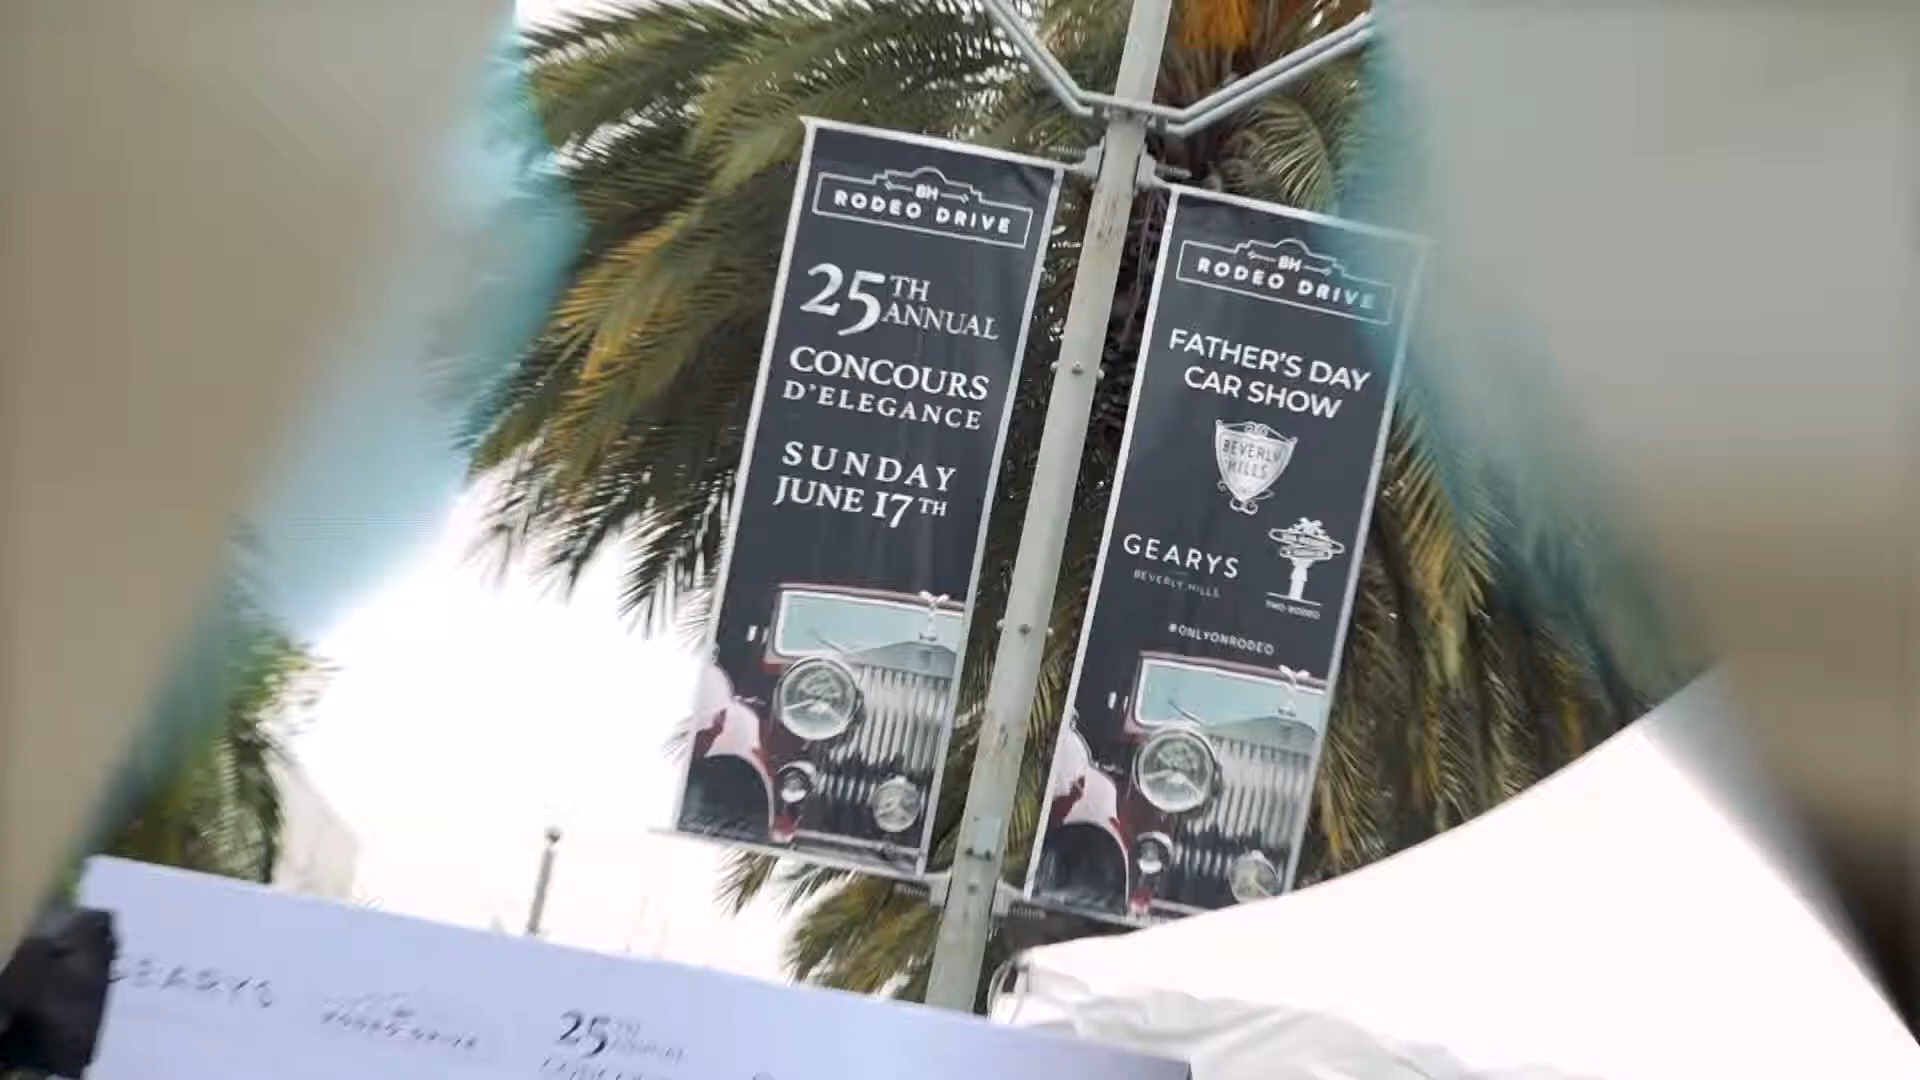 BH
RODEO DRIVE
25TH
ANNUAL
CONCOURS
D'ELEGANCE
SUNDAY
JUNE 17TH
BH
RODEO DRIVE
FATHER'S DAY
CAR SHOW
BEVERLY
HILLS
GEARYS
BEVERLY HILLS
TWO RODEO
#ONLYONRODEO
GEARYS
25TH